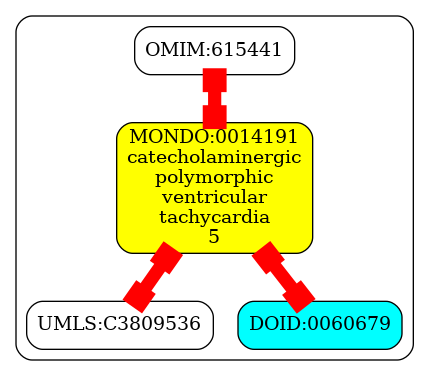 OMIM:615441
MONDO:0014191
catecholaminergic
polymorphic
ventricular
tachycardia
5
UMLS:C3809536
DOID:0060679